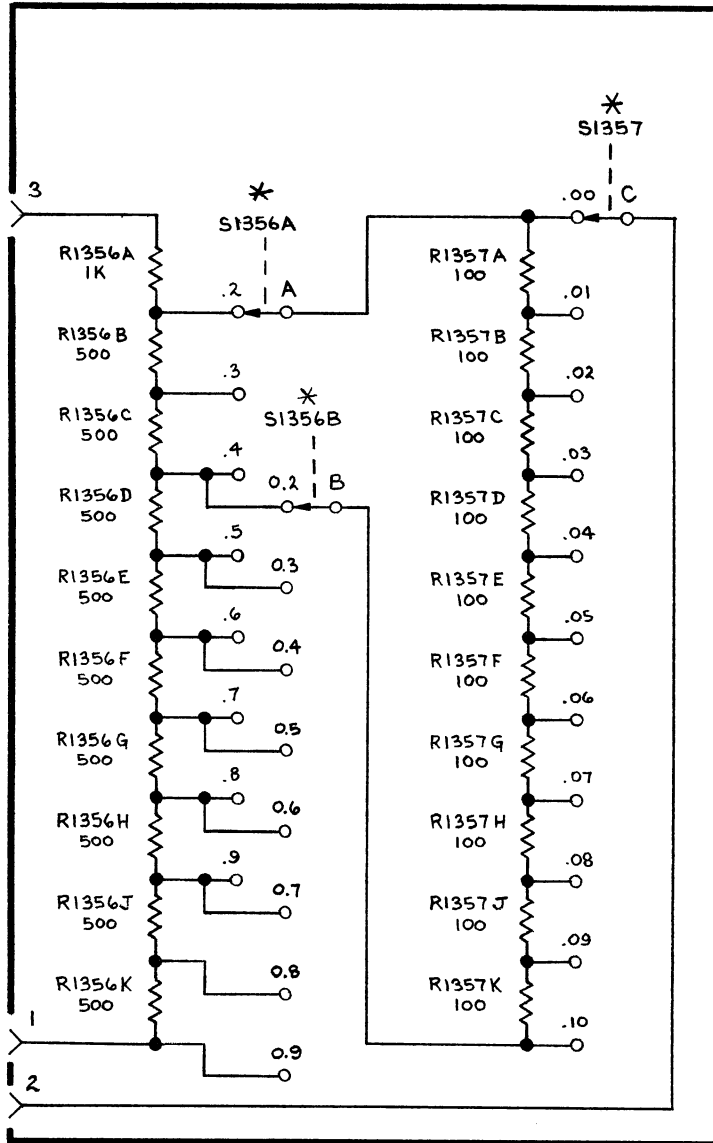 *
S1357
3
*
.00
C
S1356A
R1356A
1K
R1357A
100
.2
A
.01
R1356B
500
R1357B
100
.3
*
.02
R1356C
500
S1356B
R1357C
100
.4
.03
R1356D
500
0.2
B
R1357D
100
.5
.04
R1356E
500
0.3
R1357E
100
.6
.05
R1356F
500
0.4
R1357F
100
.7
.06
R1356G
500
0.5
R1357G
100
.8
.07
R1356H
500
0.6
R1357H
100
.9
.08
R1356J
500
0.7
R1357J
100
.09
R1356K
500
0.8
R1357K
100
1
.10
0.9
2